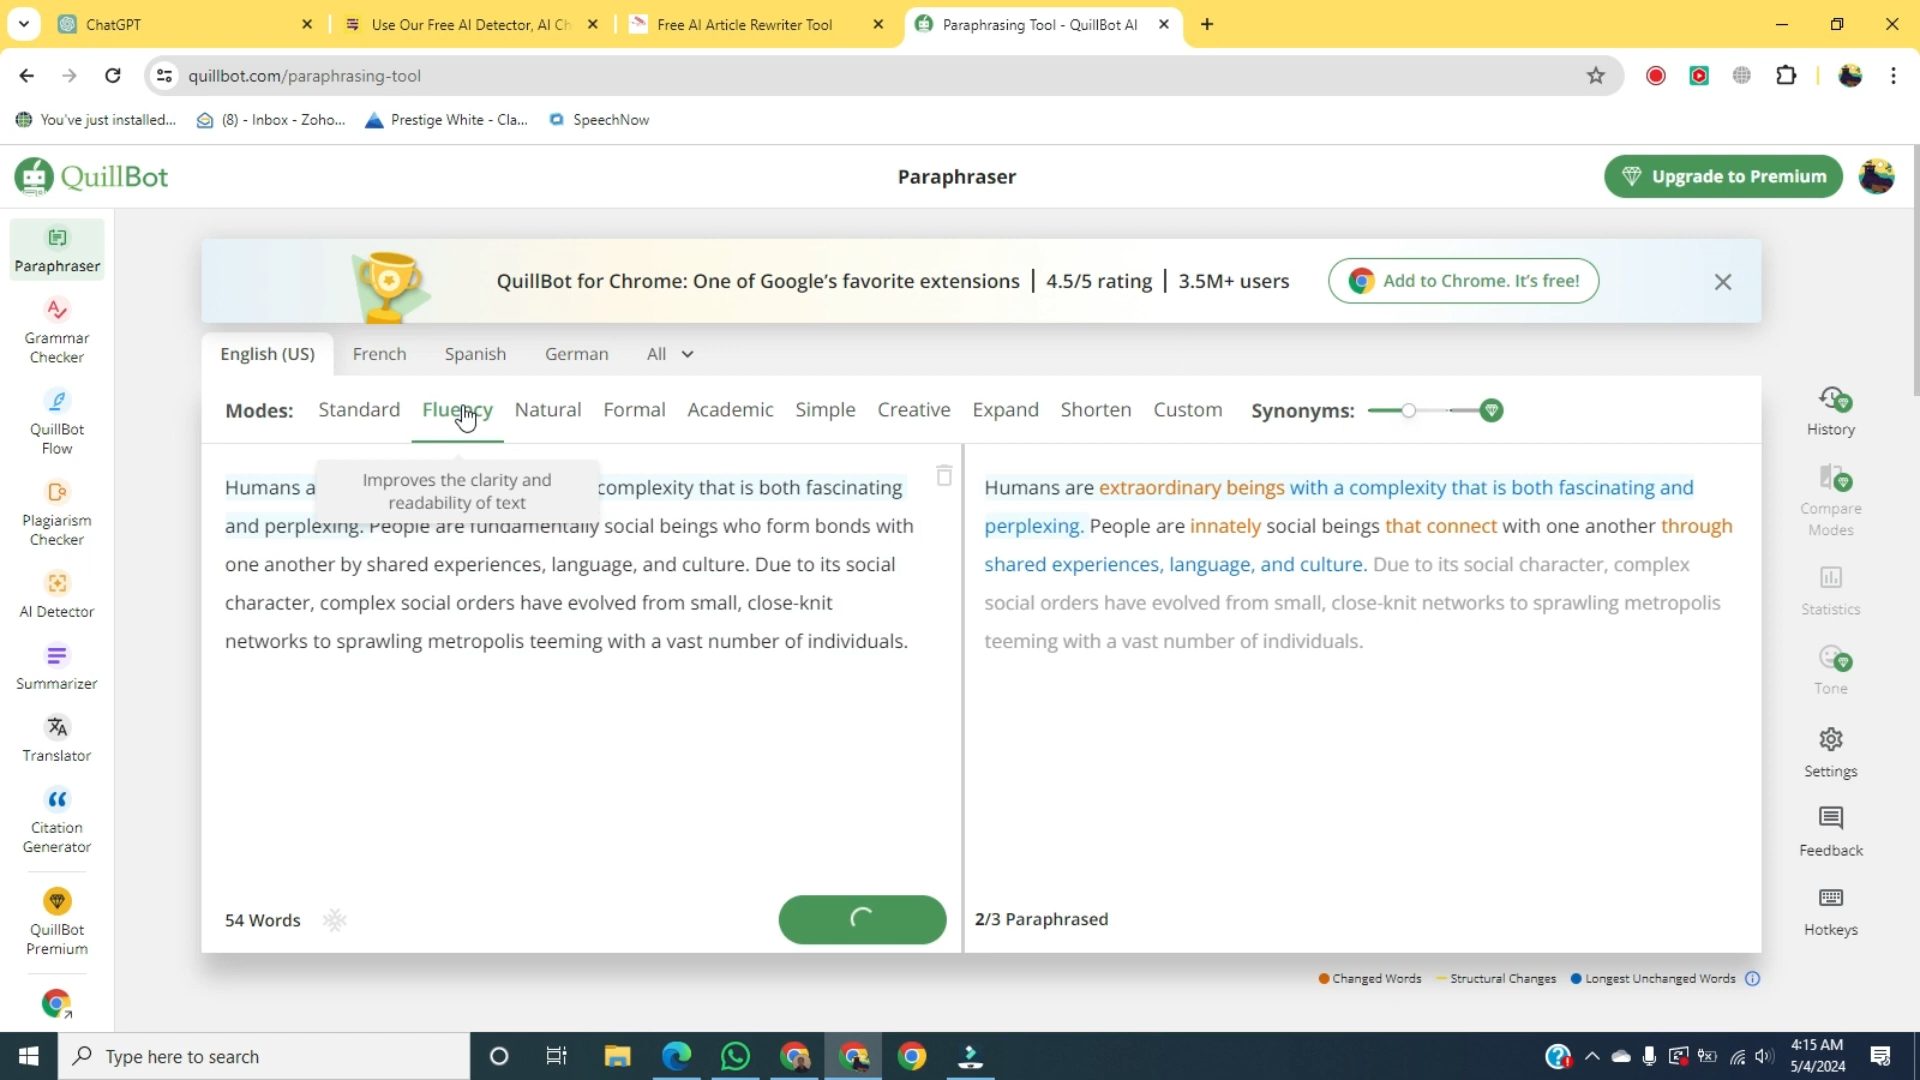 ChatGPT
Use Our Free AI Detector, AI Ch
Free AI Article Rewriter Tool
Paraphrasing Tool - QuillBot AI
quillbot.com/paraphrasing-tool
You've just installed...
(8) - Inbox - Zoho...
Prestige White - Cla...
SpeechNow
QuillBot
Paraphraser
Upgrade to Premium
Paraphraser
Grammar
Checker
QuillBot
Flow
Plagiarism
Checker
AI Detector
Summarizer
Translator
Citation
Generator
QuillBot
Premium
QuillBot for Chrome: One of Google's favorite extensions | 4.5/5 rating | 3.5M+ users
Add to Chrome. It's free!
English (US) French Spanish German All
Modes: Standard Fluency Natural Formal Academic Simple Creative Expand Shorten Custom Synonyms:
Improves the clarity and
readability of text
Humans a complexity that is both fascinating
and perplexing. People are fundamentally social beings who form bonds with
one another by shared experiences, language, and culture. Due to its social
character, complex social orders have evolved from small, close-knit
networks to sprawling metropolis teeming with a vast number of individuals.
54 Words
Humans are extraordinary beings with a complexity that is both fascinating and
perplexing. People are innately social beings that connect with one another through
shared experiences, language, and culture. Due to its social character, complex
social orders have evolved from small, close-knit networks to sprawling metropolis
teeming with a vast number of individuals.
2/3 Paraphrased
Changed Words Structural Changes Longest Unchanged Words
History
Compare
Modes
Statistics
Tone
Settings
Feedback
Hotkeys
Type here to search
4:15 AM
5/4/2024